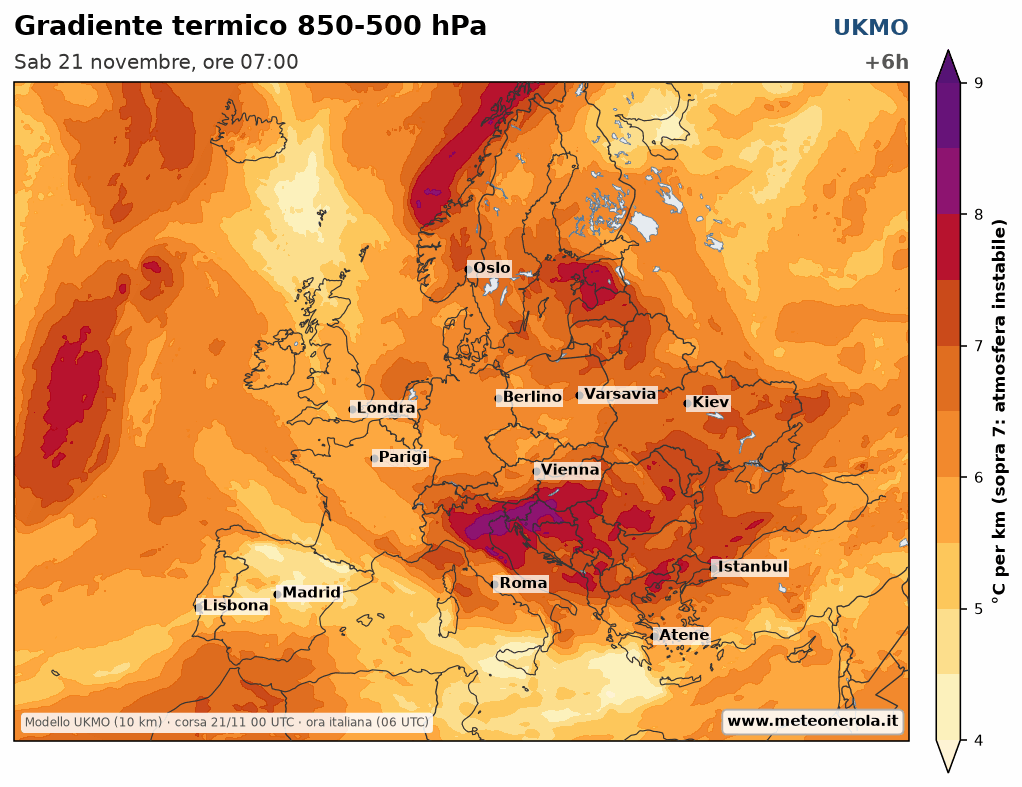 Gradiente termico 850-500 hPa
UKMO
Sab 21 novembre, ore 07:00
+6h
9
8
7
6
5
4
°C per km (sopra 7: atmosfera instabile)
Oslo
Berlino
Varsavia
Kiev
Londra
Parigi
Vienna
Istanbul
Roma
Madrid
Lisbona
Atene
Modello UKMO (10 km) · corsa 21/11 00 UTC · ora italiana (06 UTC)
www.meteonerola.it